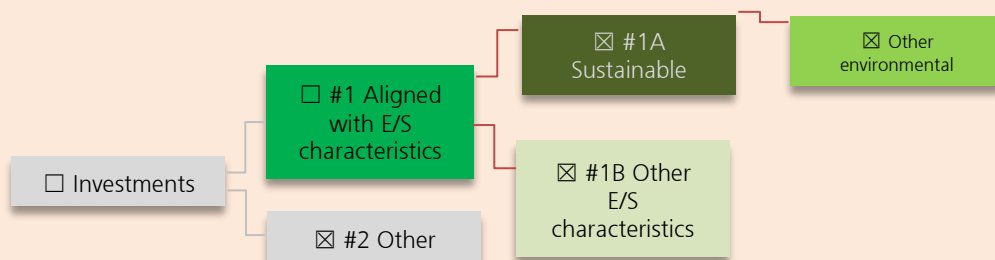 ☐ Investments
☐ #1 Aligned
with E/S
characteristics
☒ #2 Other
☒ #1A
Sustainable
☒ #1B Other
E/S
characteristics
☒ Other
environmental